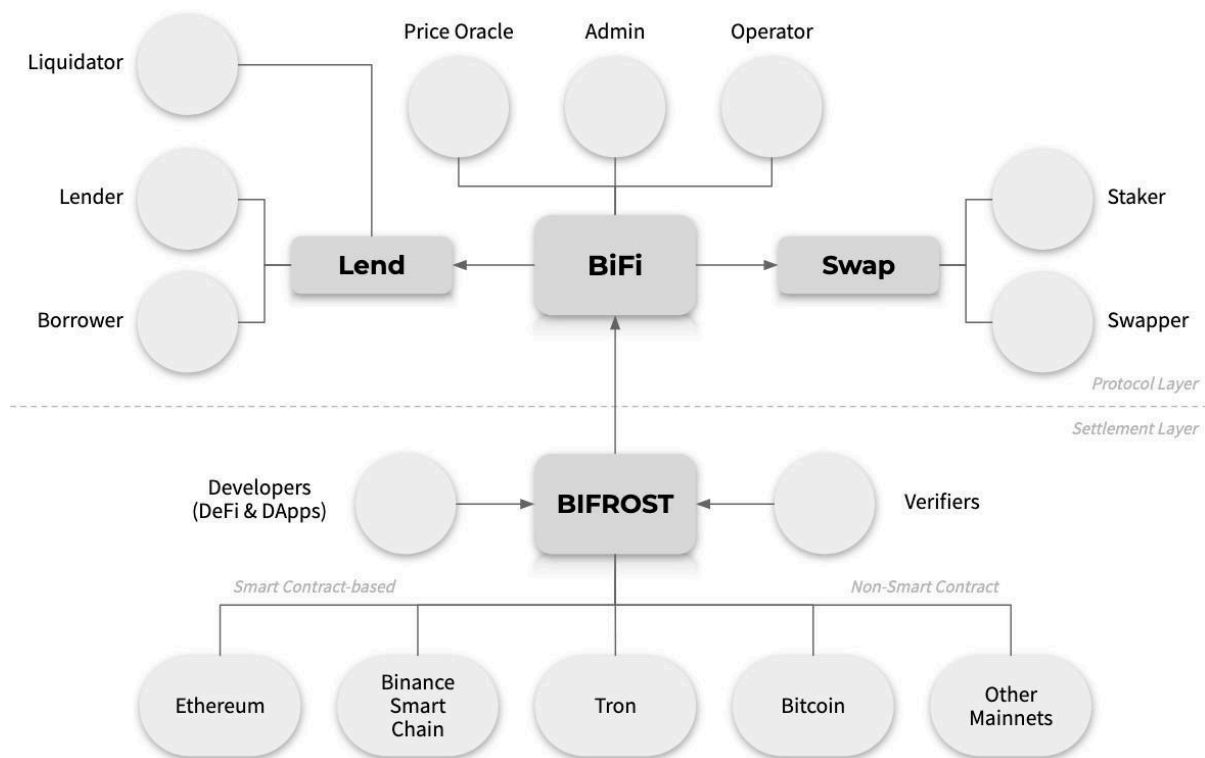 Price Oracle
Admin
Operator
Liquidator
Lender
Staker
Lend
BiFi
Swap
Borrower
Swapper
Protocol Layer
Settlement Layer
Developers
(DeFi & DApps)
BIFROST
Verifiers
Smart Contract-based
Non-Smart Contract
Ethereum
Binance
Smart
Chain
Tron
Bitcoin
Other
Mainnets